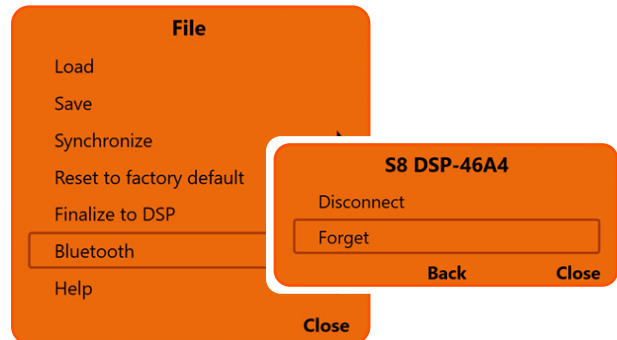 File
Load
Save
Synchronize
Reset to factory default
Finalize to DSP
Bluetooth
Help
Close
S8 DSP-46A4
Disconnect
Forget
Back Close